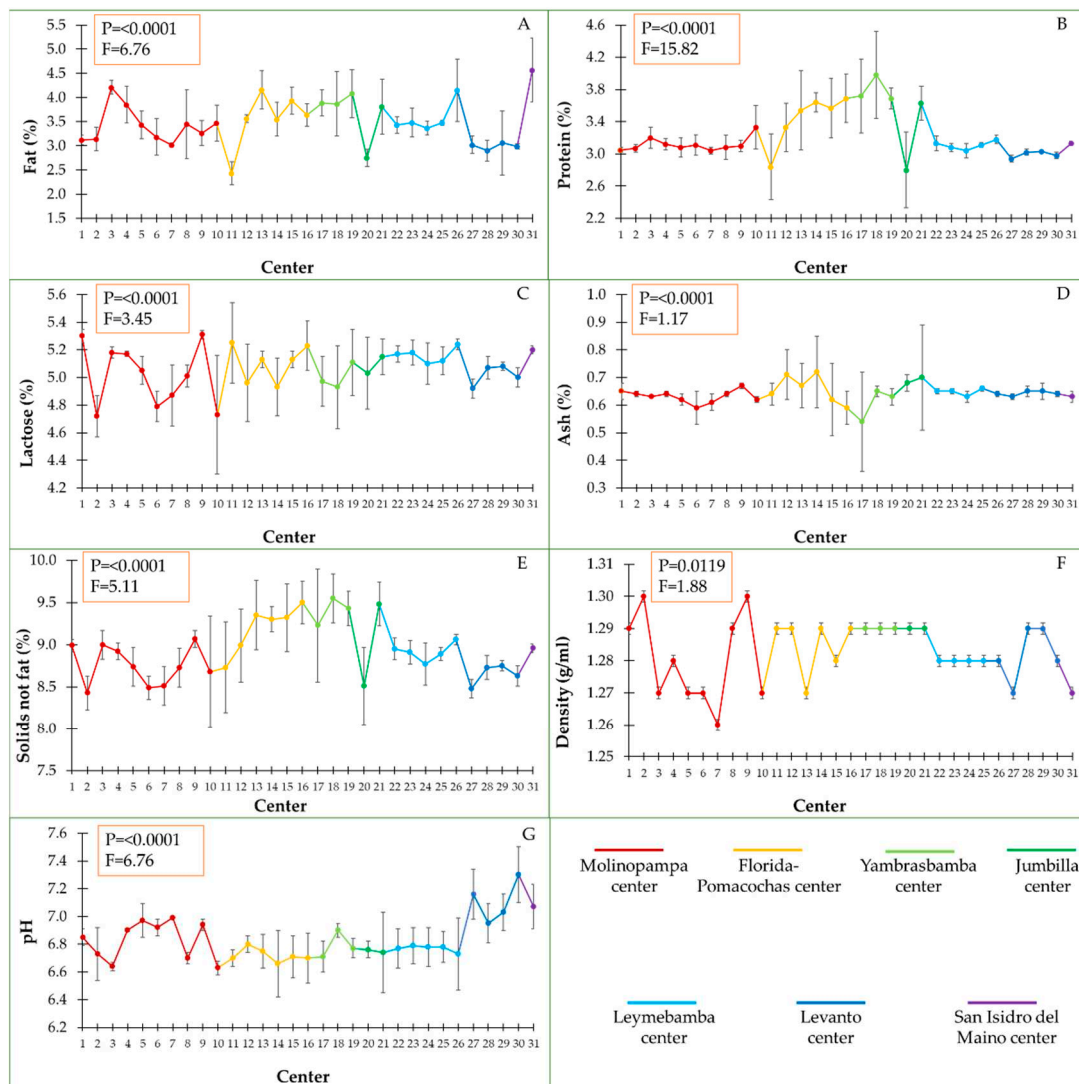 A
P=<0.0001
F=6.76
5.5
5.0
4.5
4.0
3.5
3.0
2.5
2.0
1.5
Fat (%)
1 2 3 4 5 6 7 8 9 10 11 12 13 14 15 16 17 18 19 20 21 22 23 24 25 26 27 28 29 30 31
Center
B
P=<0.0001
F=15.82
4.6
4.2
3.8
3.4
3.0
2.6
2.2
Protein (%)
1 2 3 4 5 6 7 8 9 10 11 12 13 14 15 16 17 18 19 20 21 22 23 24 25 26 27 28 29 30 31
Center
C
P=<0.0001
F=3.45
5.6
5.4
5.2
5.0
4.8
4.6
4.4
4.2
Lactose (%)
1 2 3 4 5 6 7 8 9 10 11 12 13 14 15 16 17 18 19 20 21 22 23 24 25 26 27 28 29 30 31
Center
D
P=<0.0001
F=1.17
1.0
0.9
0.8
0.7
0.6
0.5
0.4
0.3
Ash (%)
1 2 3 4 5 6 7 8 9 10 11 12 13 14 15 16 17 18 19 20 21 22 23 24 25 26 27 28 29 30 31
Center
E
P=<0.0001
F=5.11
10.0
9.5
9.0
8.5
8.0
7.5
Solids not fat (%)
1 2 3 4 5 6 7 8 9 10 11 12 13 14 15 16 17 18 19 20 21 22 23 24 25 26 27 28 29 30 31
Center
F
P=0.0119
F=1.88
1.31
1.30
1.29
1.28
1.27
1.26
1.25
Density (g/ml)
1 2 3 4 5 6 7 8 9 10 11 12 13 14 15 16 17 18 19 20 21 22 23 24 25 26 27 28 29 30 31
Center
G
P=<0.0001
F=6.76
7.6
7.4
7.2
7.0
6.8
6.6
6.4
6.2
pH
1 2 3 4 5 6 7 8 9 10 11 12 13 14 15 16 17 18 19 20 21 22 23 24 25 26 27 28 29 30 31
Center
Molinopampa
center
Florida-
Pomacochas center
Yambrasbamba
center
Jumbilla
center
Leymebamba
center
Levanto
center
San Isidro del
Maino center